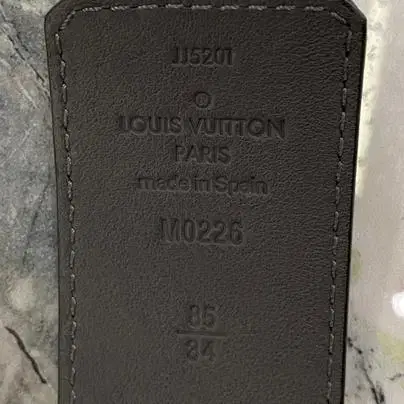 JJ5201
LOUIS VUITTON
PARIS
made in Spain
M0226
85
34